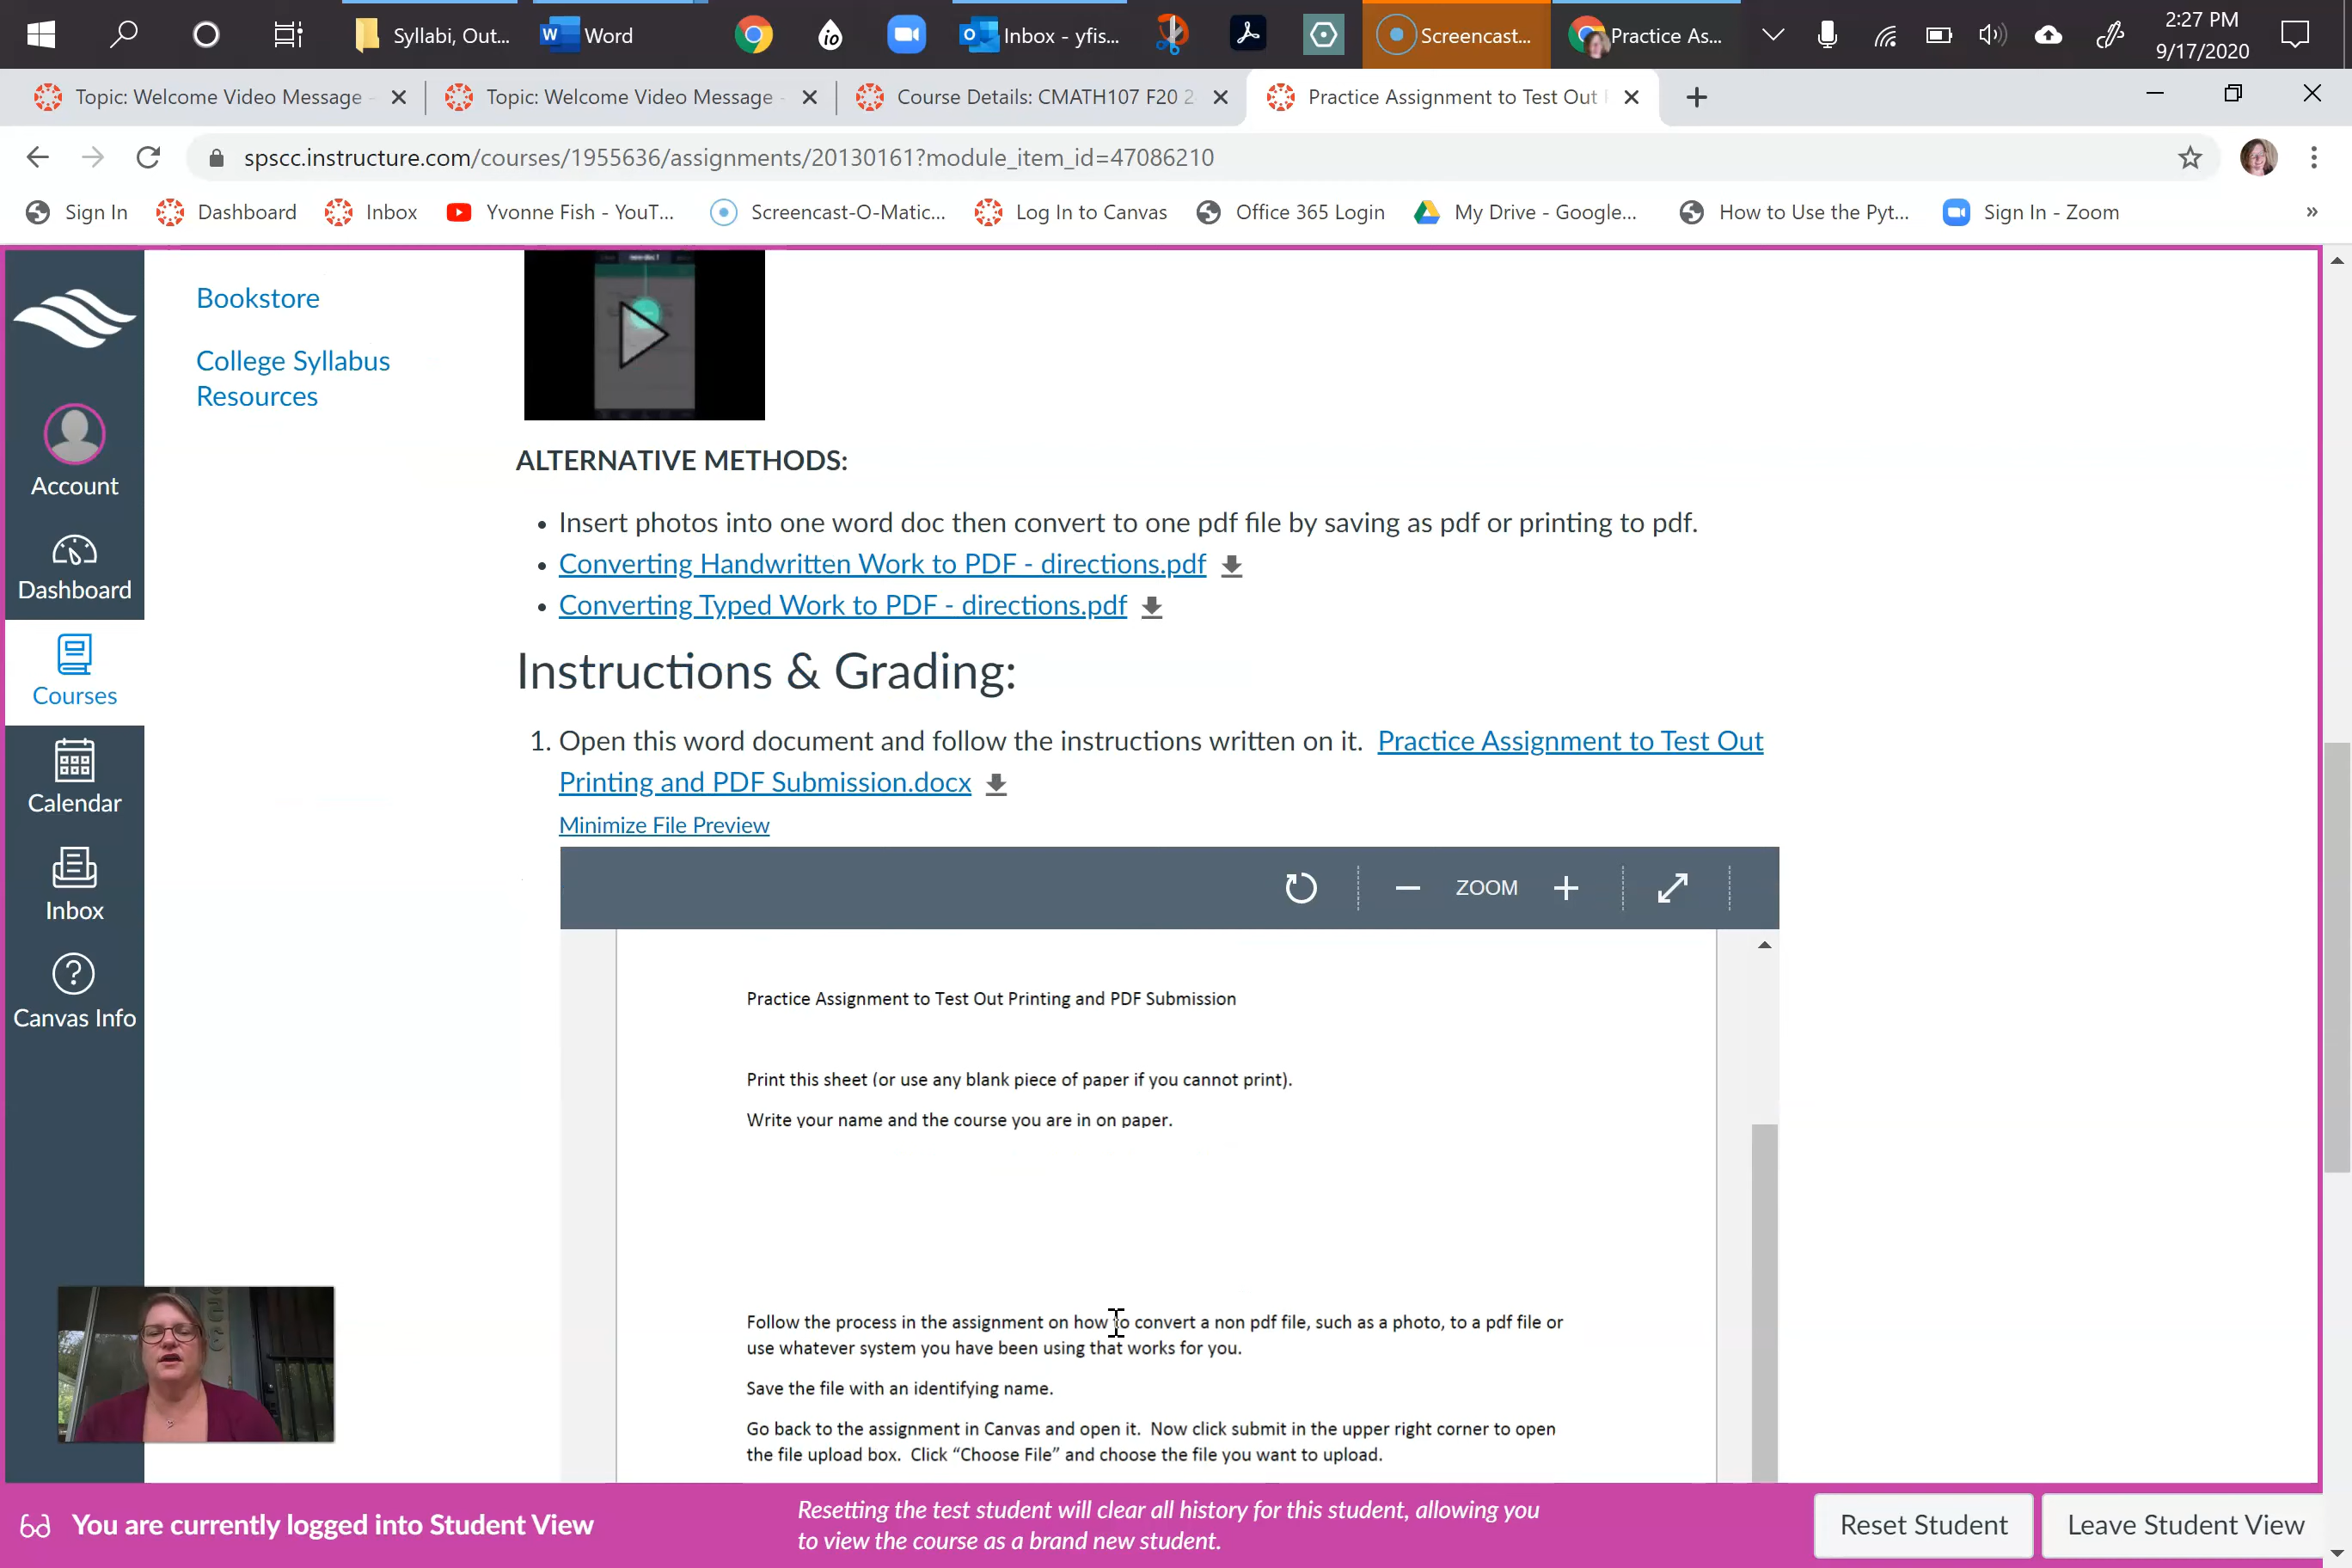 Syllabi, Out...
Word
Inbox - yfis...
Screencast...
Practice As...
2:27 PM
9/17/2020
Topic: Welcome Video Message
Topic: Welcome Video Message
Course Details: CMATH107 F20 2
Practice Assignment to Test Out
spscc.instructure.com/courses/1955636/assignments/20130161?module_item_id=47086210
Sign In
Dashboard
Inbox
Yvonne Fish - YouT...
Screencast-O-Matic...
Log In to Canvas
Office 365 Login
My Drive - Google...
How to Use the Pyt...
Sign In - Zoom
»
Account
Dashboard
Courses
Calendar
Inbox
Canvas Info
Bookstore
College Syllabus
Resources
ALTERNATIVE METHODS:
• Insert photos into one word doc then convert to one pdf file by saving as pdf or printing to pdf.
• Converting Handwritten Work to PDF - directions.pdf
• Converting Typed Work to PDF - directions.pdf
Instructions & Grading:
1. Open this word document and follow the instructions written on it. Practice Assignment to Test Out
Printing and PDF Submission.docx
Minimize File Preview
ZOOM
Practice Assignment to Test Out Printing and PDF Submission
Print this sheet (or use any blank piece of paper if you cannot print).
Write your name and the course you are in on paper.
Follow the process in the assignment on how to convert a non pdf file, such as a photo, to a pdf file or
use whatever system you have been using that works for you.
Save the file with an identifying name.
Go back to the assignment in Canvas and open it. Now click submit in the upper right corner to open
the file upload box. Click “Choose File” and choose the file you want to upload.
You are currently logged into Student View
Resetting the test student will clear all history for this student, allowing you
to view the course as a brand new student.
Reset Student
Leave Student View